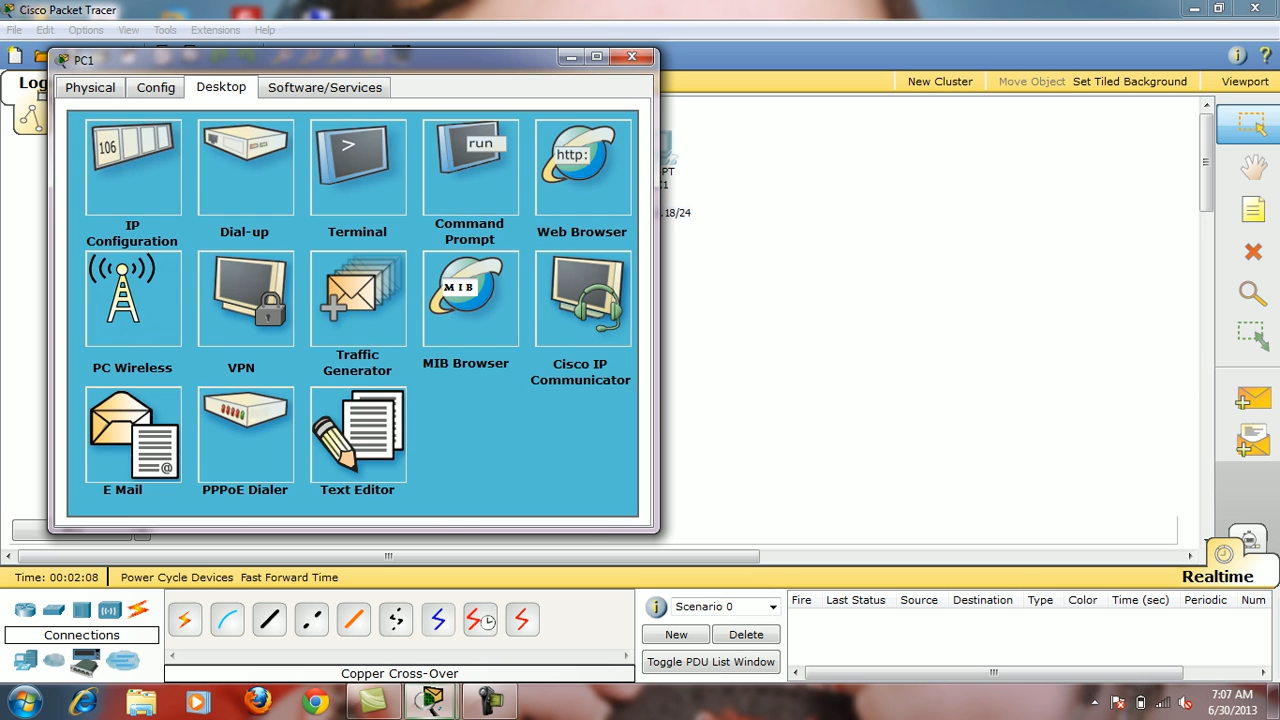 Cisco Packet Tracer
File Edit Options View Tools Extensions Help
PC1
Log
New Cluster Move Object Set Tiled Background Viewport
Physical Config Desktop Software/Services
106
>
run
http:
PT
.18/24
IP
Configuration
Dial-up
Terminal
Command
Prompt
Web Browser
MIB
PC Wireless
VPN
Traffic
Generator
MIB Browser
Cisco IP
Communicator
@
E Mail
PPPoE Dialer
Text Editor
Time: 00:02:08 Power Cycle Devices Fast Forward Time
Realtime
Connections
Copper Cross-Over
Scenario 0
New Delete
Toggle PDU List Window
Fire Last Status Source Destination Type Color Time (sec) Periodic Num
7:07 AM
6/30/2013